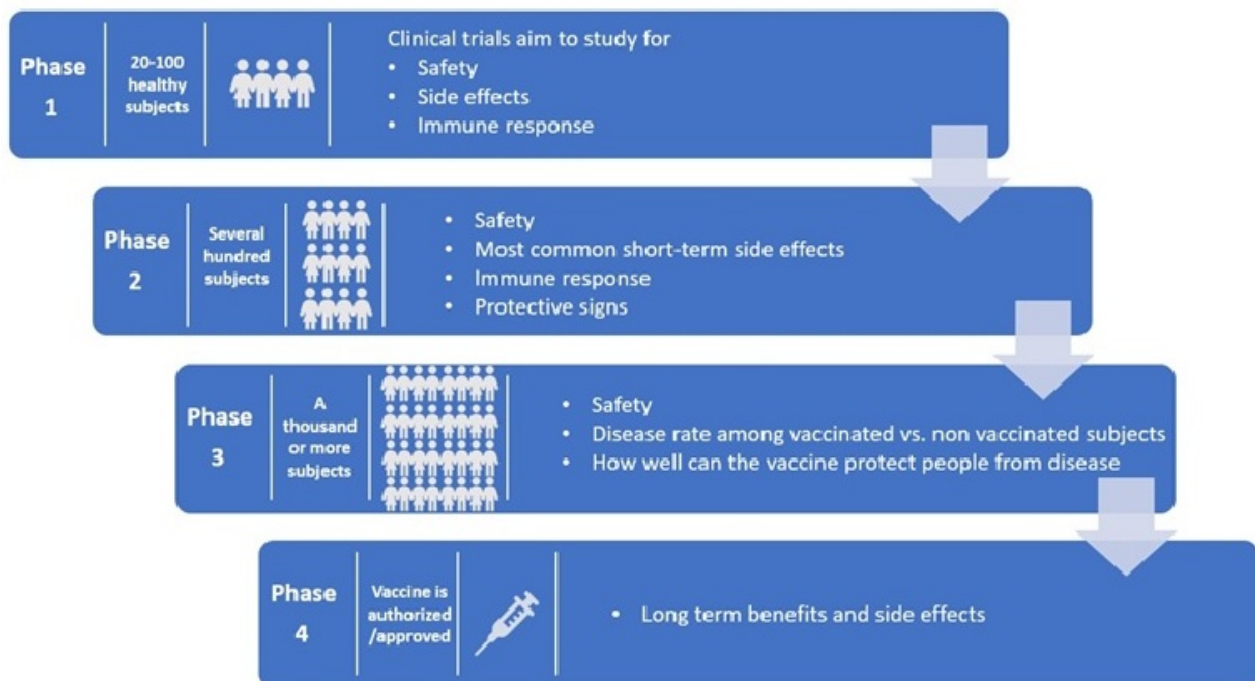 Phase
1
20-100
healthy
subjects
Clinical trials aim to study for
• Safety
• Side effects
• Immune response
Phase
2
Several
hundred
subjects
• Safety
• Most common short-term side effects
• Immune response
• Protective signs
Phase
3
A
thousand
or more
subjects
• Safety
• Disease rate among vaccinated vs. non vaccinated subjects
• How well can the vaccine protect people from disease
Phase
4
Vaccine is
authorized
/approved
• Long term benefits and side effects